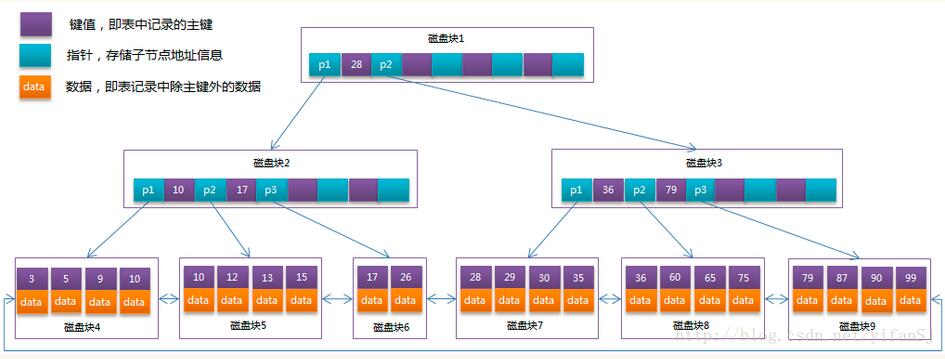 键值，即表中记录的主键
指针，存储子节点地址信息
data 数据，即表记录中除主键外的数据
磁盘块1
p1 28 p2
磁盘块2
p1 10 p2 17 p3
磁盘块3
p1 36 p2 79 p3
3 5 9 10
data data data data
磁盘块4
10 12 13 15
data data data data
磁盘块5
17 26
data data
磁盘块6
28 29 30 35
data data data data
磁盘块7
36 60 65 75
data data data data
磁盘块8
79 87 90 99
data data data data
磁盘块9
http://blog.csdn.net/yifanSJ